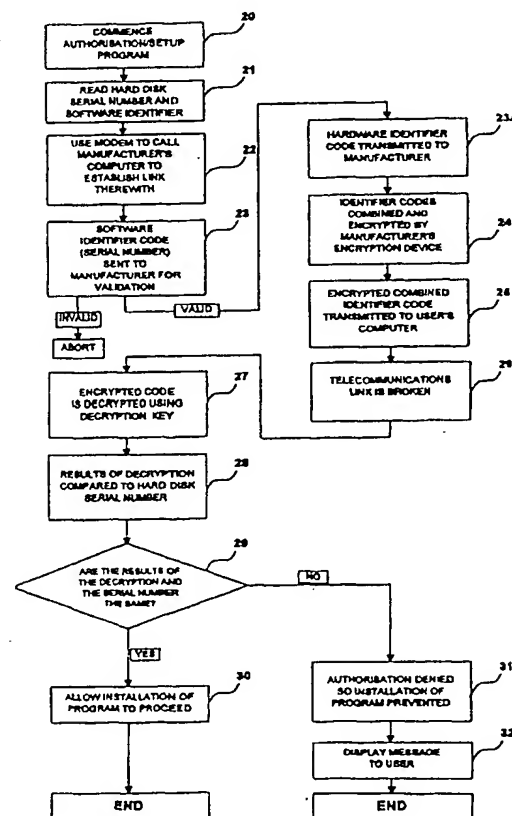 20
COMMENCE
AUTHORISATION/SETUP
PROGRAM
21
READ HARD DISK
SERIAL NUMBER AND
SOFTWARE IDENTIFIER
22
USE MODEM TO CALL
MANUFACTURER'S
COMPUTER TO
ESTABLISH LINK
THEREWITH
23
SOFTWARE
IDENTIFIER CODE
(SERIAL NUMBER)
SENT TO
MANUFACTURER FOR
VALIDATION
INVALID
VALID
ABORT
23A
HARDWARE IDENTIFIER
CODE TRANSMITTED TO
MANUFACTURER
24
IDENTIFIER CODES
COMBINED AND
ENCRYPTED BY
MANUFACTURER'S
ENCRYPTION DEVICE
25
ENCRYPTED COMBINED
IDENTIFIER CODE
TRANSMITTED TO USER'S
COMPUTER
TELECOMMUNICATIONS
LINK IS BROKEN
27
ENCRYPTED CODE
IS DECRYPTED USING
DECRYPTION KEY
28
RESULTS OF DECRYPTION
COMPARED TO HARD DISK
SERIAL NUMBER
29
ARE THE RESULTS OF
THE DECRYPTION AND
THE SERIAL NUMBER
THE SAME?
NO
YES
30
ALLOW INSTALLATION OF
PROGRAM TO PROCEED
31
AUTHORISATION DENIED
SO INSTALLATION OF
PROGRAM PREVENTED
32
DISPLAY MESSAGE
TO USER
END
END